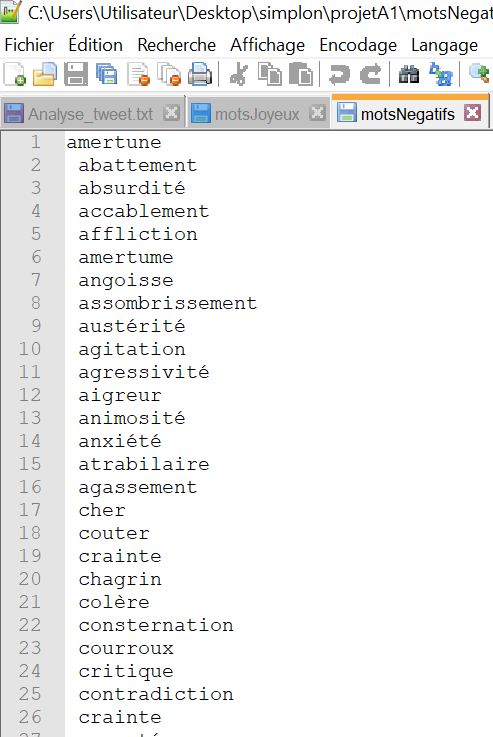 C:\Users\Utilisateur\Desktop\simplon\projetA1\motsNegat
Fichier Édition Recherche Affichage Encodage Langage
Analyse_tweet.txt motsJoyeux motsNegatifs
1 amertune
2 abattement
3 absurdité
4 accablement
5 affliction
6 amertume
7 angoisse
8 assombrissement
9 austérité
10 agitation
11 agressivité
12 aigreur
13 animosité
14 anxiété
15 atrabilaire
16 agassement
17 cher
18 couter
19 crainte
20 chagrin
21 colère
22 consternation
23 courroux
24 critique
25 contradiction
26 crainte